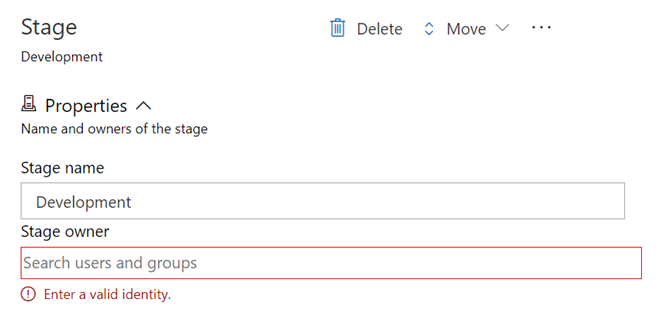 Stage
Delete
Move
Development
Properties
Name and owners of the stage
Stage name
Development
Stage owner
Search users and groups
Enter a valid identity.